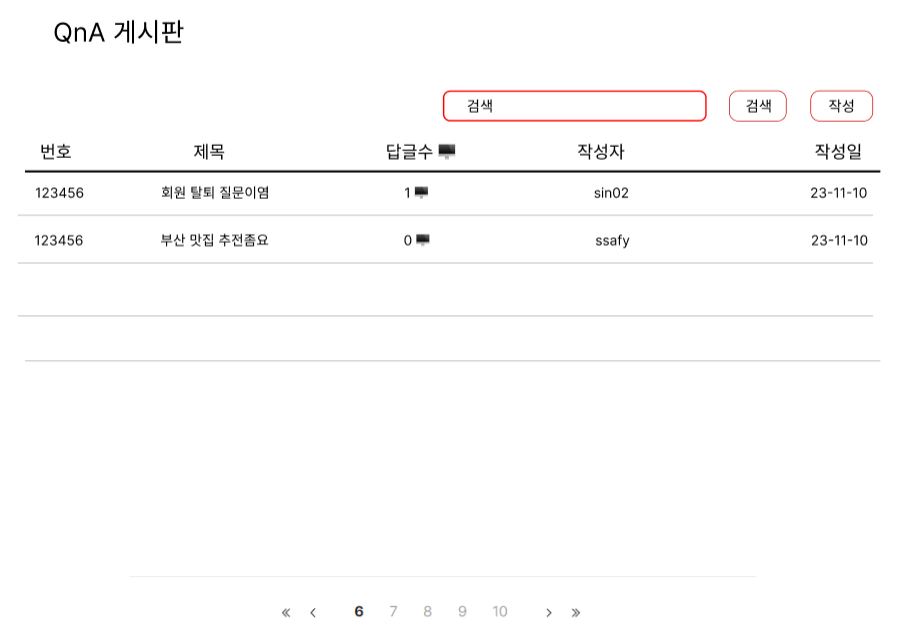 QnA 게시판
검색 검색 작성
번호 제목 답글수 작성자 작성일
123456 회원 탈퇴 질문이염 1 sin02 23-11-10
123456 부산 맛집 추전좀요 0 ssafy 23-11-10
« ‹ 6 7 8 9 10 › »